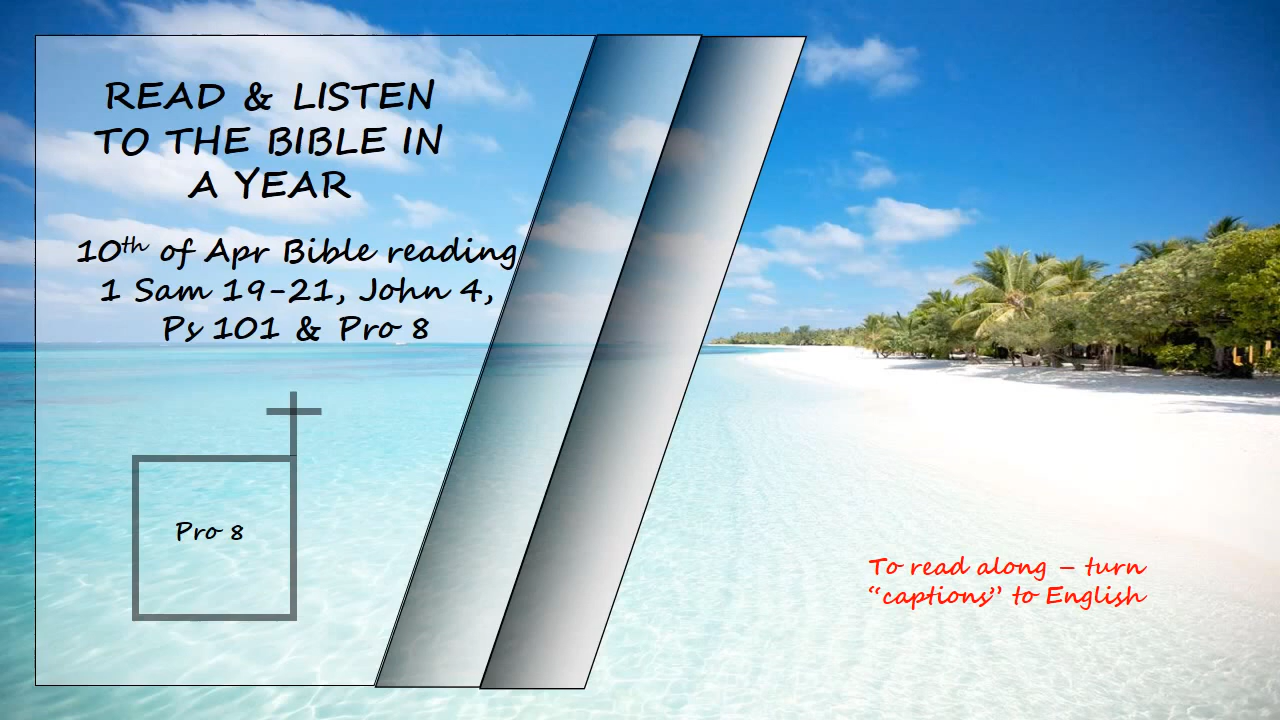 READ & LISTEN
TO THE BIBLE IN
A YEAR
10th of Apr Bible reading
1 Sam 19-21, John 4,
Ps 101 & Pro 8
Pro 8
To read along – turn
“captions” to English